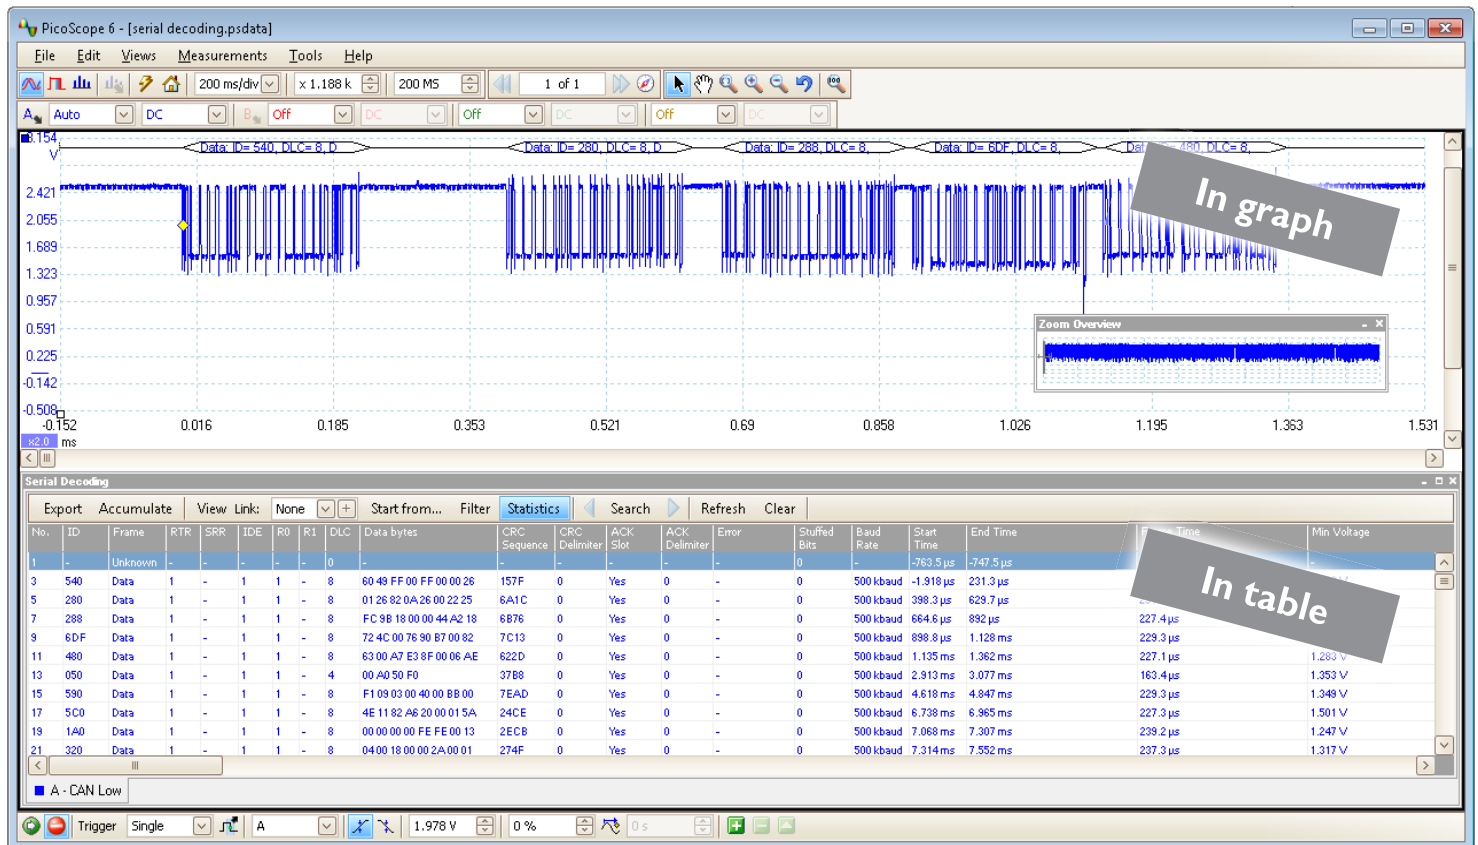 PicoScope 6 - [serial decoding.psdata]
File Edit Views Measurements Tools Help
200 ms/div x 1.188 k 200 MS 1 of 1
A Auto DC B Off DC Off DC Off DC
3.154 Data: ID= 540, DLC= 8, D Data: ID= 280, DLC= 8, D Data: ID= 288, DLC= 8, Data: ID= 6DF, DLC= 8, Data: ID= 480, DLC= 8,
V
2.421
2.055
1.689
1.323
0.957
0.591
0.225
-0.142
-0.508
In graph
Zoom Overview
-0.152 0.016 0.185 0.353 0.521 0.69 0.858 1.026 1.195 1.363 1.531
x2.0 ms
Serial Decoding
Export Accumulate View Link: None Start from... Filter Statistics Search Refresh Clear
No. ID Frame RTR SRR IDE R0 R1 DLC Data bytes CRC Sequence CRC Delimiter ACK Slot ACK Delimiter Error Stuffed Bits Baud Rate Start Time End Time Time Min Voltage
1 - Unknown - - - - - 0 - - - - - - 0 - -763.5 µs -747.5 µs
3 540 Data 1 - 1 1 - 8 60 49 FF 00 FF 00 00 26 157F 0 Yes 0 - 0 500 kbaud -1.918 µs 231.3 µs
5 280 Data 1 - 1 1 - 8 01 26 82 0A 26 00 22 25 6A1C 0 Yes 0 - 0 500 kbaud 398.3 µs 629.7 µs
7 288 Data 1 - 1 1 - 8 FC 9B 18 00 00 44 A2 18 6B76 0 Yes 0 - 0 500 kbaud 664.6 µs 892 µs 227.4 µs
9 6DF Data 1 - 1 1 - 8 72 4C 00 76 90 B7 00 82 7C13 0 Yes 0 - 0 500 kbaud 898.8 µs 1.128 ms 229.3 µs
11 480 Data 1 - 1 1 - 8 63 00 A7 E3 8F 00 06 AE 622D 0 Yes 0 - 0 500 kbaud 1.135 ms 1.362 ms 227.1 µs 1.283 V
13 050 Data 1 - 1 1 - 4 00 A0 50 F0 37B8 0 Yes 0 - 0 500 kbaud 2.913 ms 3.077 ms 163.4 µs 1.353 V
15 590 Data 1 - 1 1 - 8 F1 09 03 00 40 00 BB 00 7EAD 0 Yes 0 - 0 500 kbaud 4.618 ms 4.847 ms 229.3 µs 1.349 V
17 5C0 Data 1 - 1 1 - 8 4E 11 82 A6 20 00 01 5A 24CE 0 Yes 0 - 0 500 kbaud 6.738 ms 6.965 ms 227.3 µs 1.501 V
19 1A0 Data 1 - 1 1 - 8 00 00 00 00 FE FE 00 13 2ECB 0 Yes 0 - 0 500 kbaud 7.068 ms 7.307 ms 239.2 µs 1.247 V
21 320 Data 1 - 1 1 - 8 04 00 18 00 00 2A 00 01 274F 0 Yes 0 - 0 500 kbaud 7.314 ms 7.552 ms 237.3 µs 1.317 V
In table
A - CAN Low
Trigger Single A 1.978 V 0 % 0 s